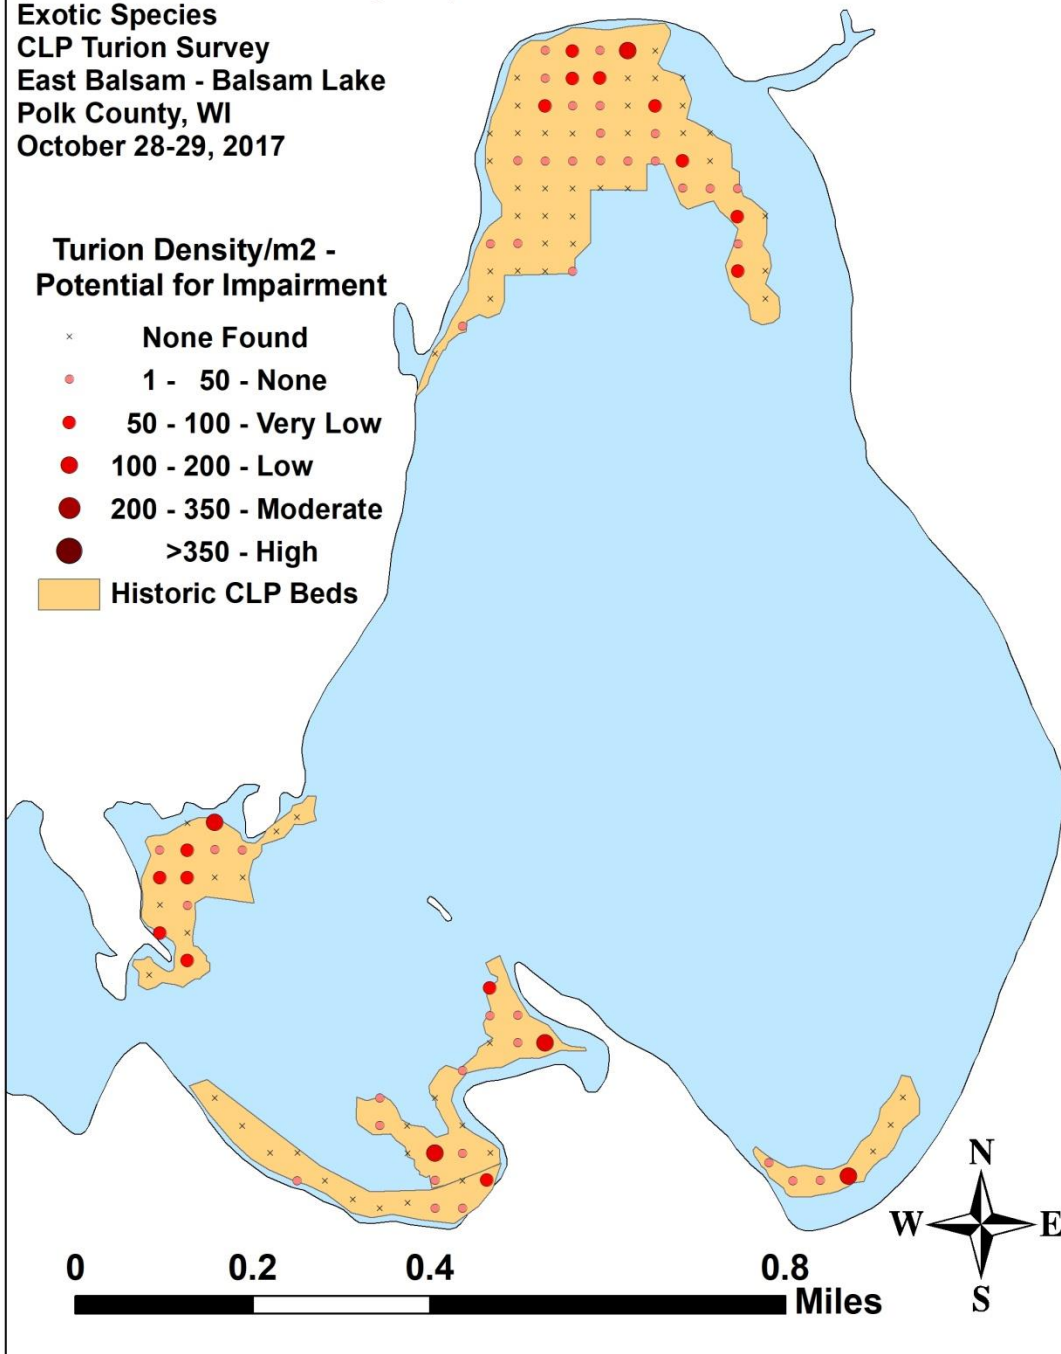 Exotic Species
CLP Turion Survey
East Balsam - Balsam Lake
Polk County, WI
October 28-29, 2017
Turion Density/m2 -
Potential for Impairment
None Found
1 - 50 - None
50 - 100 - Very Low
100 - 200 - Low
200 - 350 - Moderate
>350 - High
Historic CLP Beds
N
W E
S
0 0.2 0.4 0.8
Miles